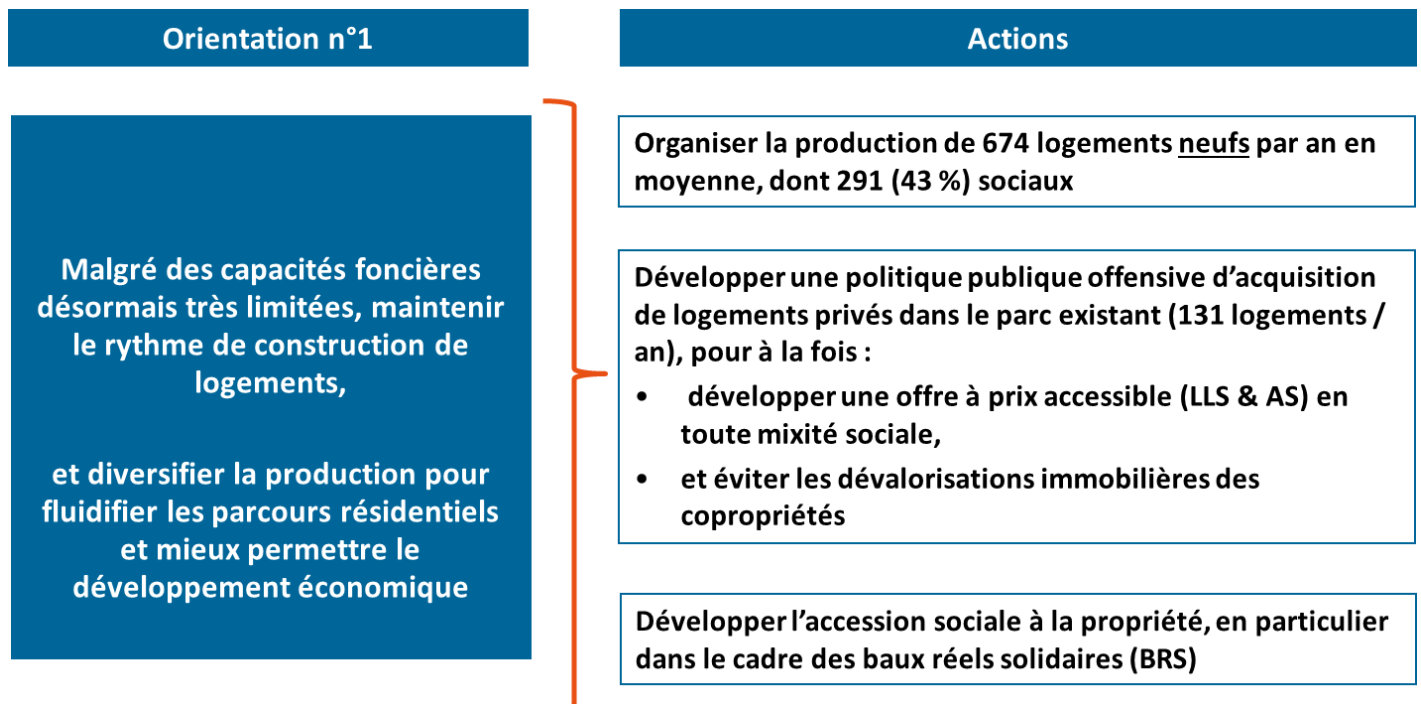 Orientation n°1
Malgré des capacités foncières
désormais très limitées, maintenir
le rythme de construction de
logements,
et diversifier la production pour
fluidifier les parcours résidentiels
et mieux permettre le
développement économique
Actions
Organiser la production de 674 logements neufs par an en
moyenne, dont 291 (43 %) sociaux
Développer une politique publique offensive d’acquisition
de logements privés dans le parc existant (131 logements /
an), pour à la fois :
• développer une offre à prix accessible (LLS & AS) en
toute mixité sociale,
• et éviter les dévalorisations immobilières des
copropriétés
Développer l’accession sociale à la propriété, en particulier
dans le cadre des baux réels solidaires (BRS)